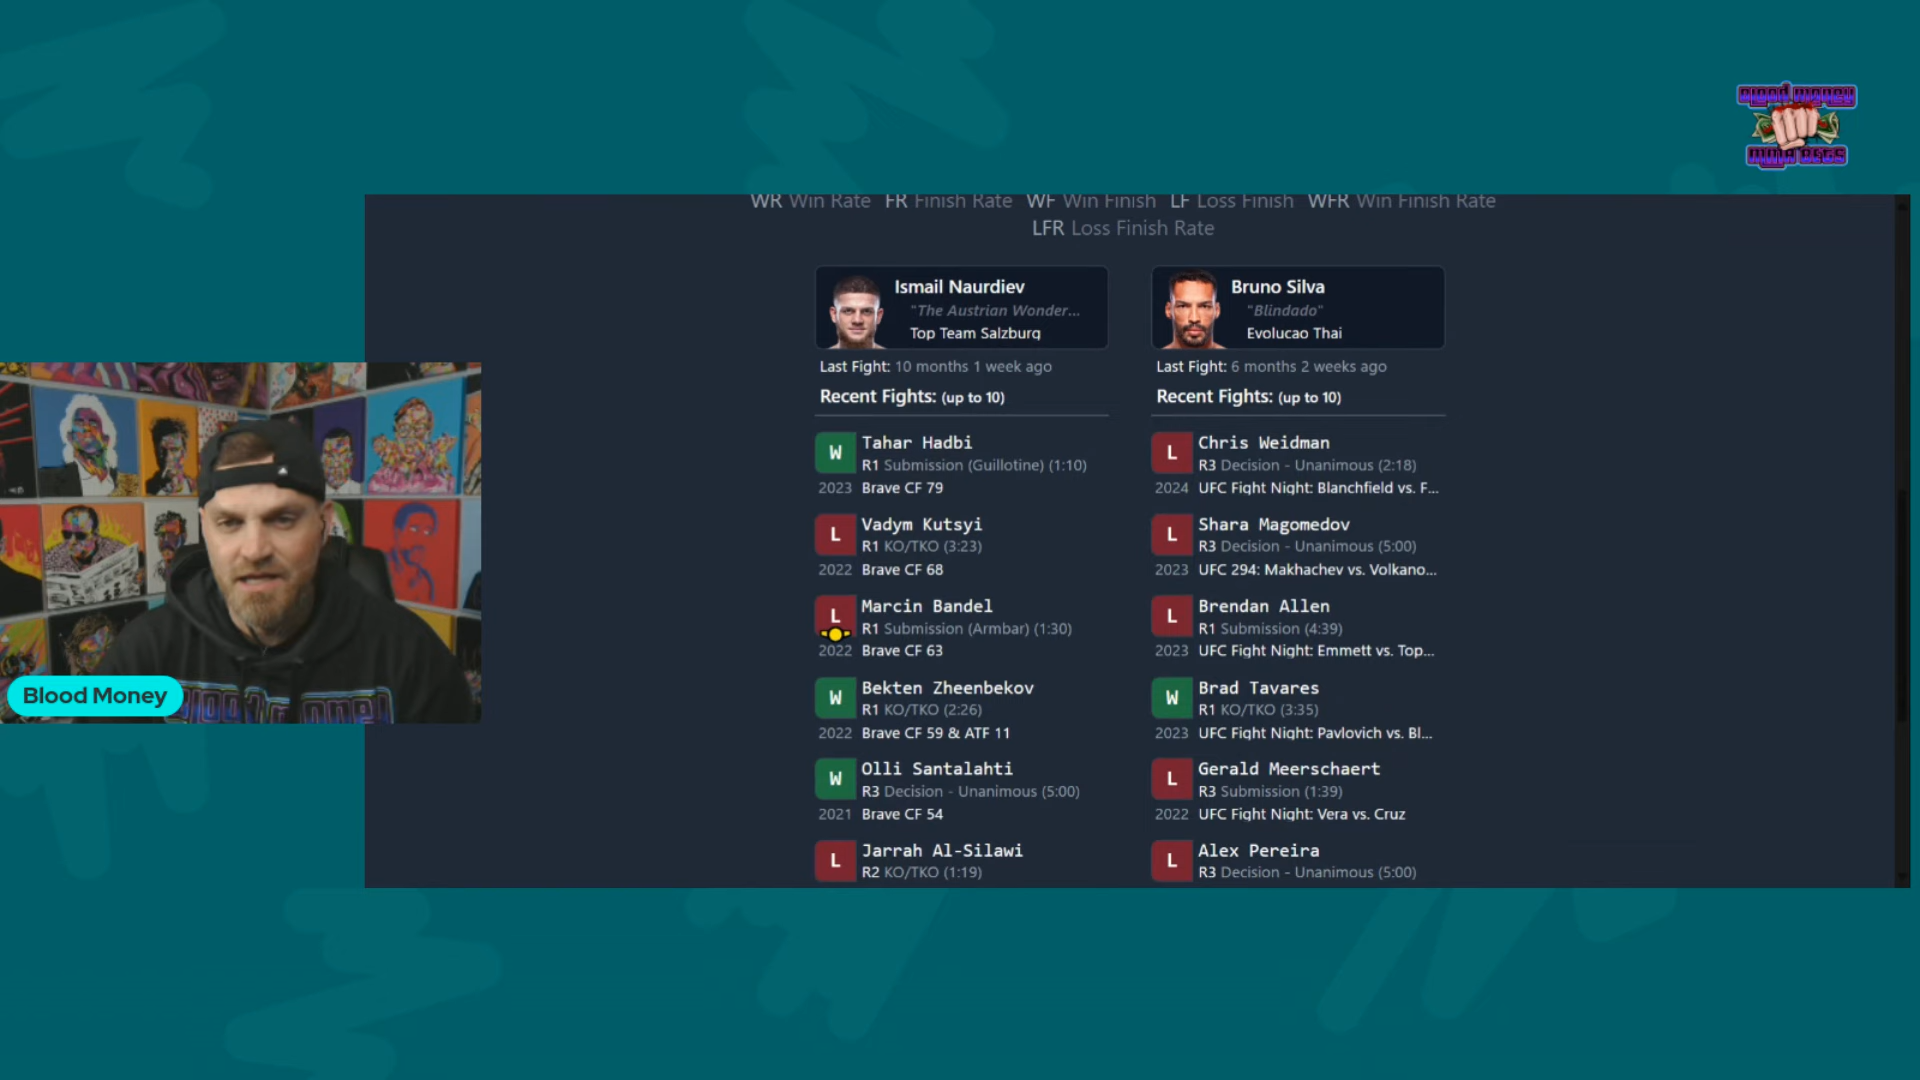 BLOOD MONEY
MMA BETS
WR Win Rate FR Finish Rate WF Win Finish LF Loss Finish WFR Win Finish Rate
LFR Loss Finish Rate
Ismail Naurdiev
"The Austrian Wonder...
Top Team Salzburg
Last Fight: 10 months 1 week ago
Recent Fights: (up to 10)
W Tahar Hadbi
R1 Submission (Guillotine) (1:10)
2023 Brave CF 79
L Vadym Kutsyi
R1 KO/TKO (3:23)
2022 Brave CF 68
L Marcin Bandel
R1 Submission (Armbar) (1:30)
2022 Brave CF 63
W Bekten Zheenbekov
R1 KO/TKO (2:26)
2022 Brave CF 59 & ATF 11
W Olli Santalahti
R3 Decision - Unanimous (5:00)
2021 Brave CF 54
L Jarrah Al-Silawi
R2 KO/TKO (1:19)
Bruno Silva
"Blindado"
Evolucao Thai
Last Fight: 6 months 2 weeks ago
Recent Fights: (up to 10)
L Chris Weidman
R3 Decision - Unanimous (2:18)
2024 UFC Fight Night: Blanchfield vs. F...
L Shara Magomedov
R3 Decision - Unanimous (5:00)
2023 UFC 294: Makhachev vs. Volkano...
L Brendan Allen
R1 Submission (4:39)
2023 UFC Fight Night: Emmett vs. Top...
W Brad Tavares
R1 KO/TKO (3:35)
2023 UFC Fight Night: Pavlovich vs. Bl...
L Gerald Meerschaert
R3 Submission (1:39)
2022 UFC Fight Night: Vera vs. Cruz
L Alex Pereira
R3 Decision - Unanimous (5:00)
Blood Money